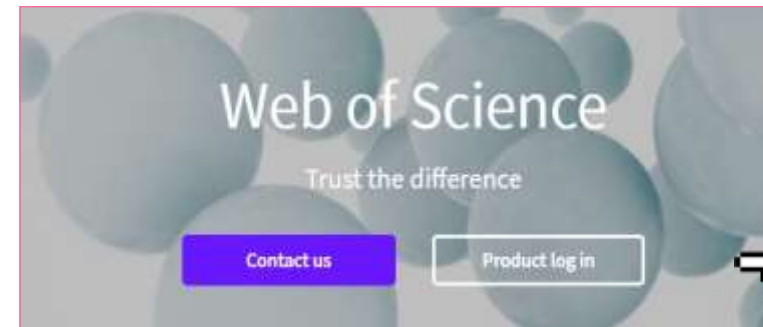 Web of Science
Trust the difference
Contact us
Product log in